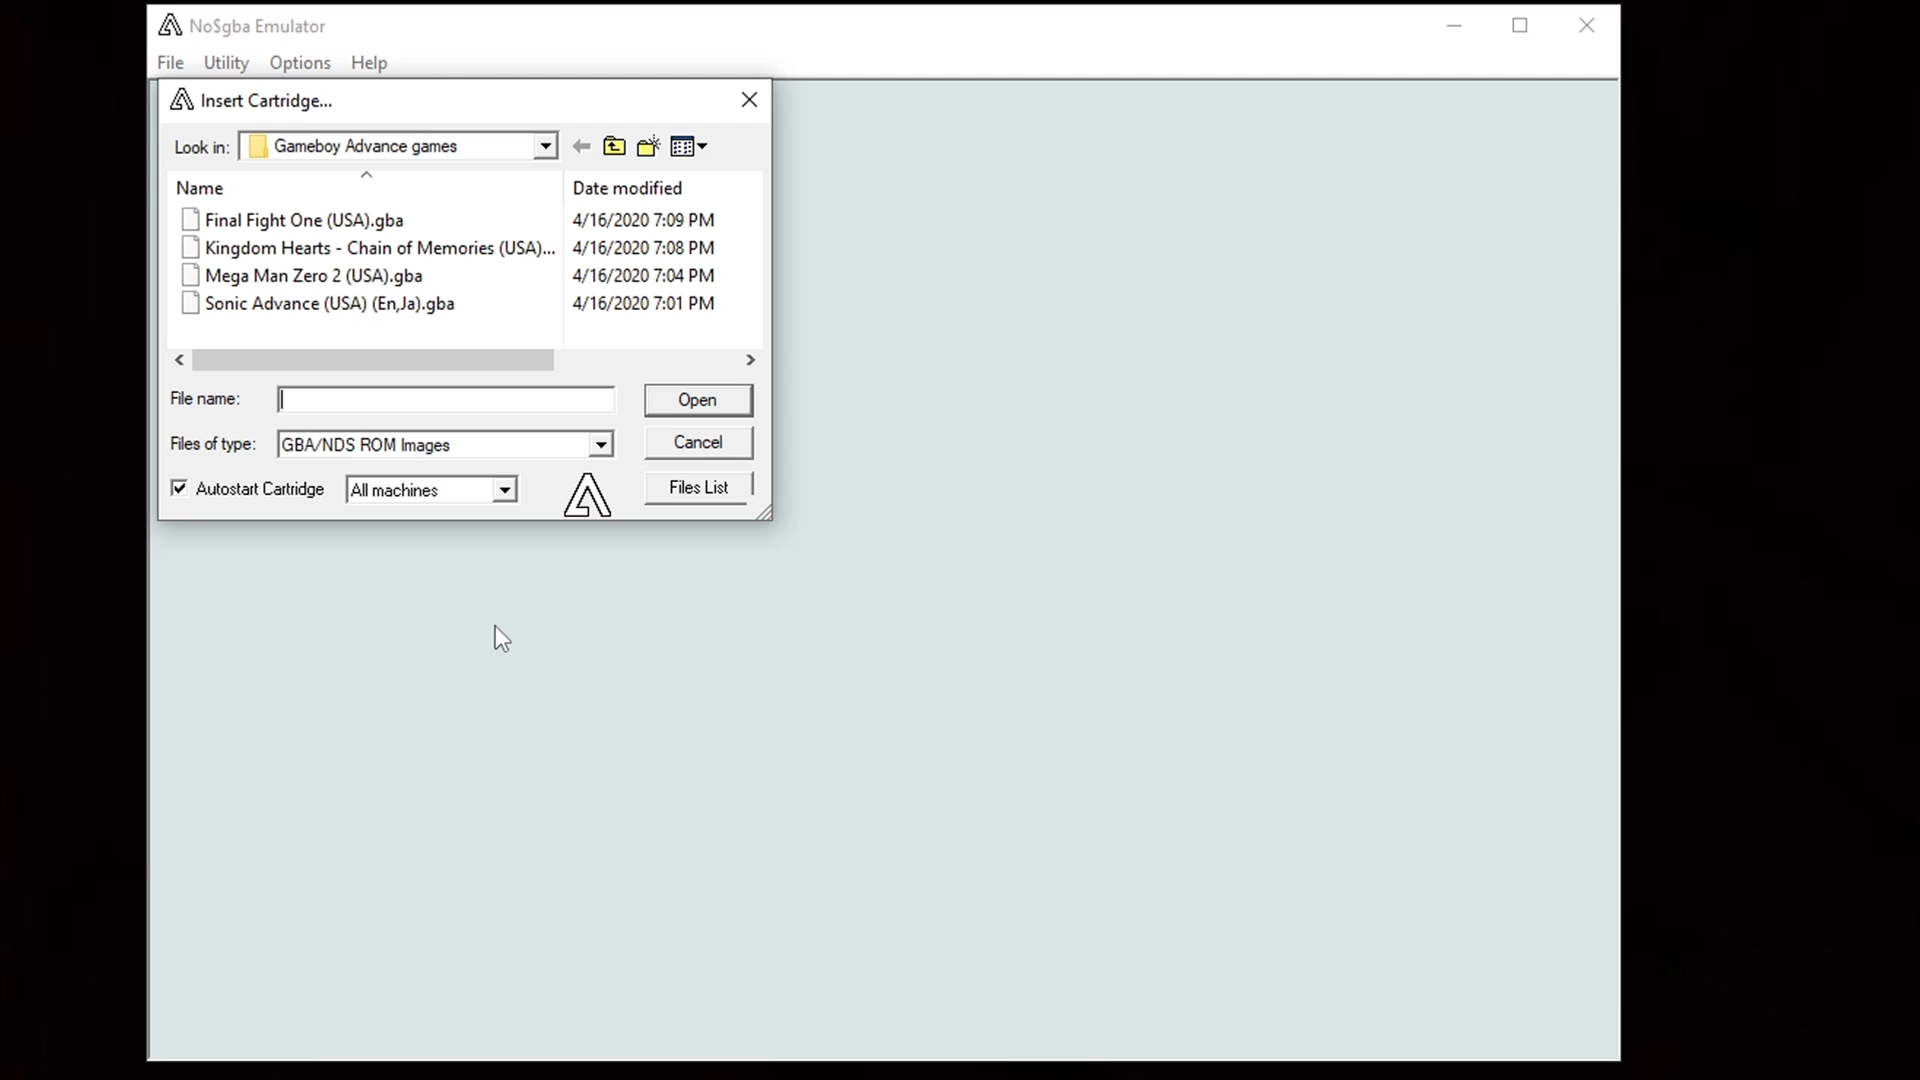 No$gba Emulator
File Utility Options Help
Insert Cartridge...
Look in: Gameboy Advance games
Name Date modified
Final Fight One (USA).gba 4/16/2020 7:09 PM
Kingdom Hearts - Chain of Memories (USA)... 4/16/2020 7:08 PM
Mega Man Zero 2 (USA).gba 4/16/2020 7:04 PM
Sonic Advance (USA) (En,Ja).gba 4/16/2020 7:01 PM
File name: Open
Files of type: GBA/NDS ROM Images Cancel
Autostart Cartridge All machines Files List